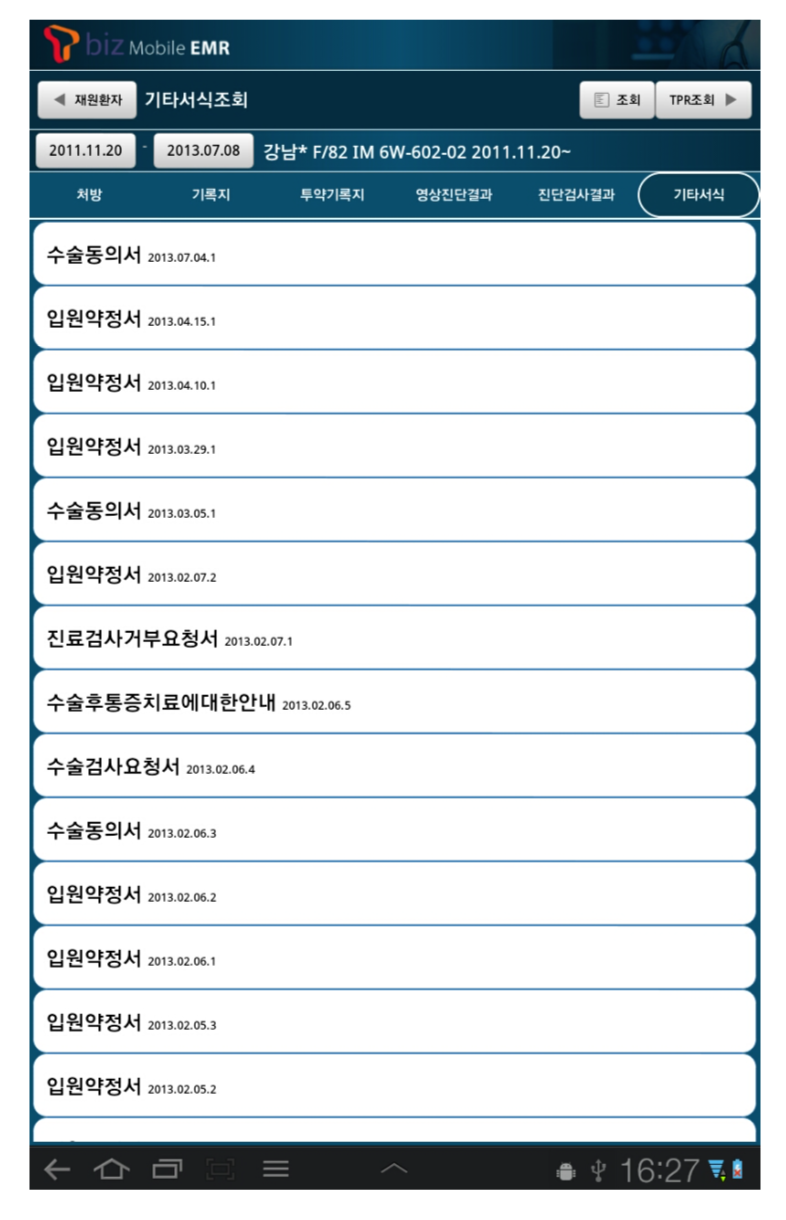 biz Mobile EMR
재원환자 기타서식조회 조회 TPR조회
2011.11.20 - 2013.07.08 강남* F/82 IM 6W-602-02 2011.11.20~
처방 기록지 투약기록지 영상진단결과 진단검사결과 기타서식
수술동의서 2013.07.04.1
입원약정서 2013.04.15.1
입원약정서 2013.04.10.1
입원약정서 2013.03.29.1
수술동의서 2013.03.05.1
입원약정서 2013.02.07.2
진료검사거부요청서 2013.02.07.1
수술후통증치료에대한안내 2013.02.06.5
수술검사요청서 2013.02.06.4
수술동의서 2013.02.06.3
입원약정서 2013.02.06.2
입원약정서 2013.02.06.1
입원약정서 2013.02.05.3
입원약정서 2013.02.05.2
16:27